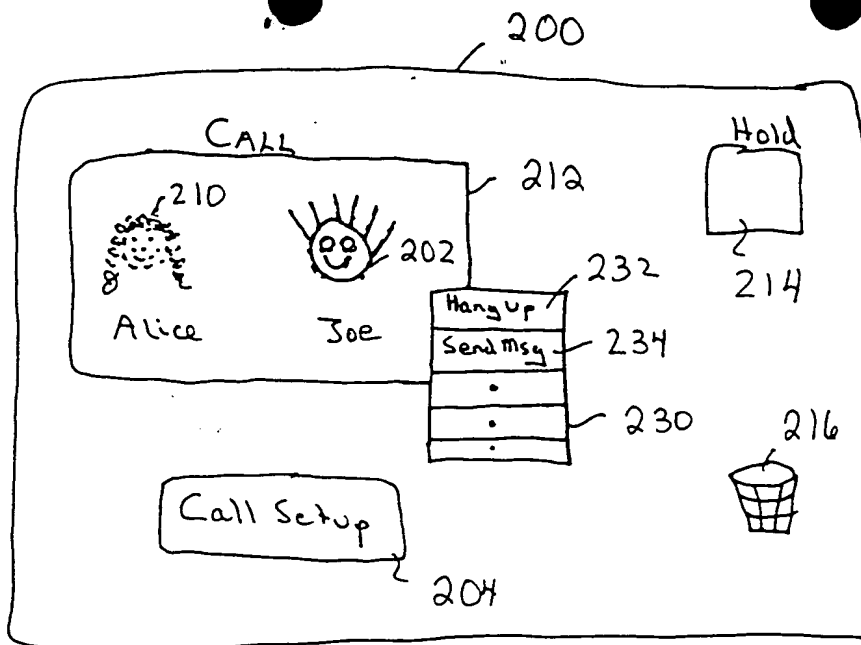 200
CALL
Hold
210
212
202
232
Hang up
214
Alice
Joe
Send Msg
234
230
216
Call Setup
204